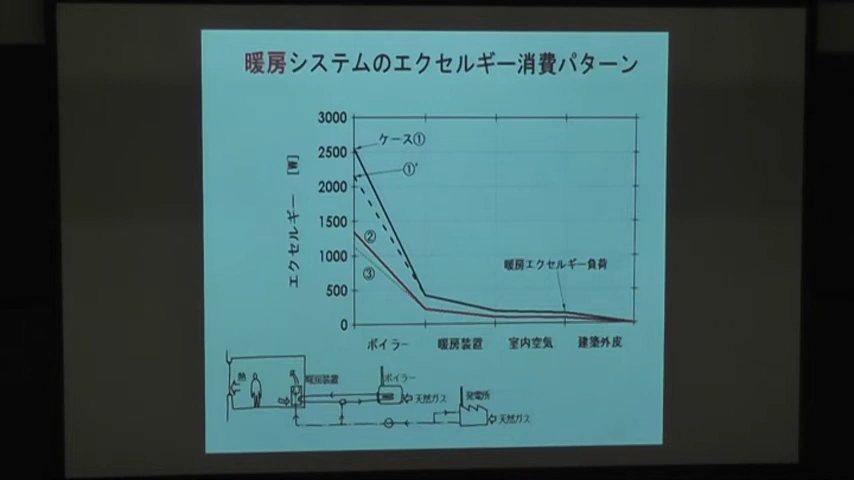 暖房システムのエクセルギー消費パターン
エクセルギー [W]
3000
2500
2000
1500
1000
500
0
ケース①
①'
②
③
暖房エクセルギー負荷
ボイラー 暖房装置 室内空気 建築外皮
熱
暖房装置
ボイラー
天然ガス
発電所
天然ガス